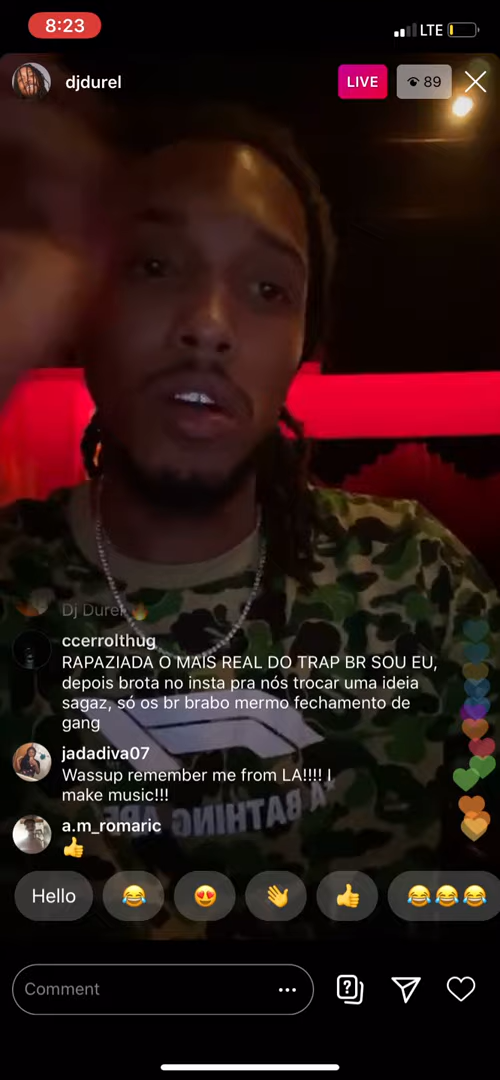 8:23
LTE
djdurel
LIVE
89
Dj Durel 🔥
ccerrolthug
RAPAZIADA O MAIS REAL DO TRAP BR SOU EU,
depois brota no insta pra nós trocar uma ideia
sagaz, só os br brabo mermo fechamento de
gang
jadadiva07
Wassup remember me from LA!!!! I
make music!!!
a.m_romaric
👍
A BATHING APE
Hello 😂 😍 👋 👍 😂😂😂
Comment